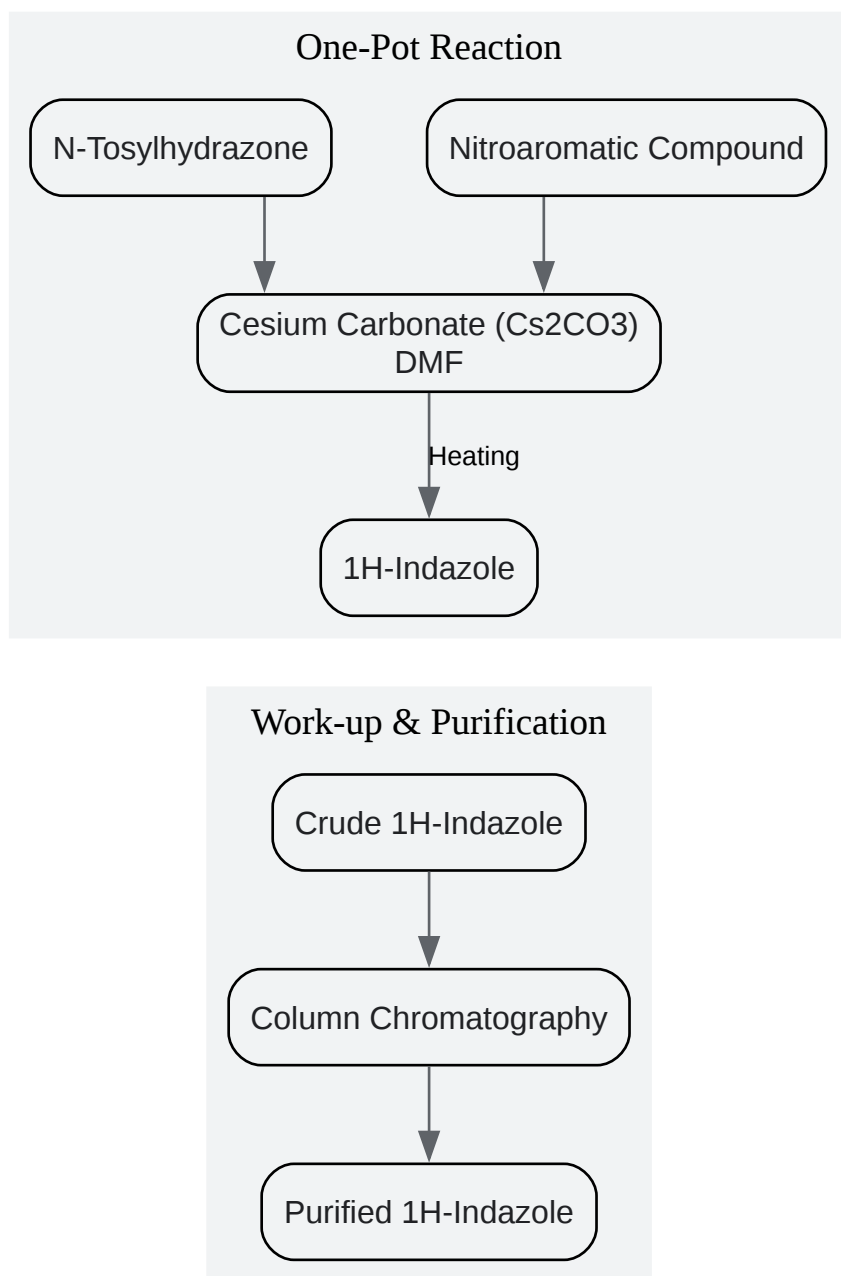 One-Pot Reaction
N-Tosylhydrazone
Nitroaromatic Compound
Cesium Carbonate (Cs2CO3)
DMF
Heating
1H-Indazole
Work-up & Purification
Crude 1H-Indazole
Column Chromatography
Purified 1H-Indazole